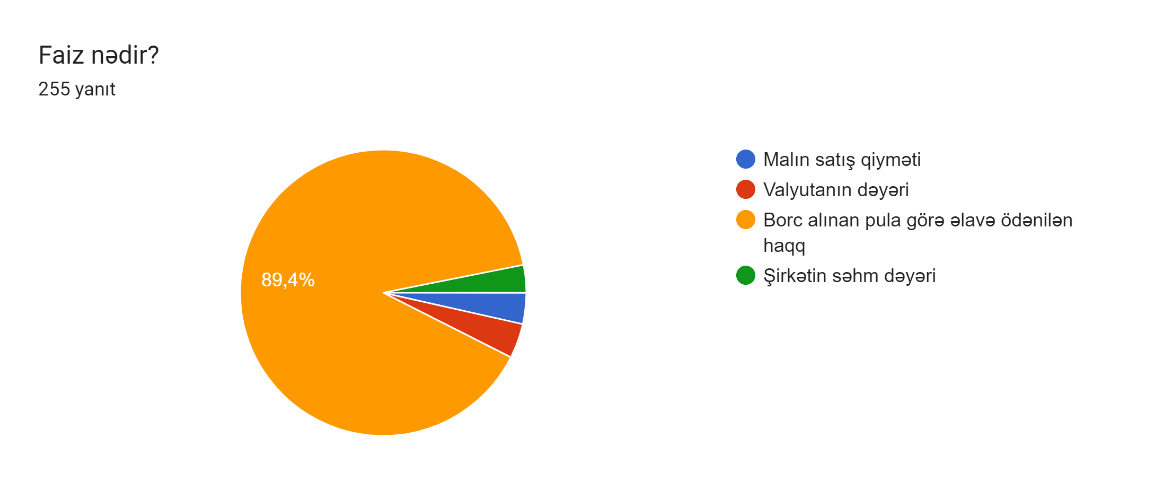 Faiz nədir?
255 yanıt
89,4%
Malın satış qiyməti
Valyutanın dəyəri
Borc alınan pula görə əlavə ödənilən
haqq
Şirkətin səhm dəyəri